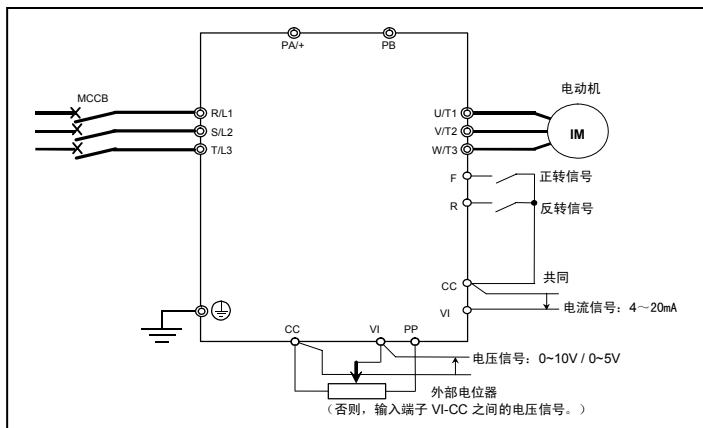 PA/+
PB
MCCB
电动机
R/L1
U/T1
S/L2
V/T2
IM
T/L3
W/T3
F
正转信号
R
反转信号
CC
共同
VI
电流信号：4～20mA
CC
VI
PP
电压信号：0~10V / 0~5V
外部电位器
（否则，输入端子 VI-CC 之间的电压信号。）